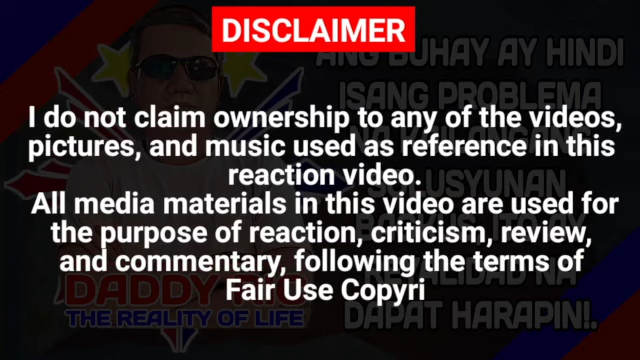 DISCLAIMER
I do not claim ownership to any of the videos,
pictures, and music used as reference in this
reaction video.
All media materials in this video are used for
the purpose of reaction, criticism, review,
and commentary, following the terms of
Fair Use Copyri
ANG BUHAY AY HINDI
ISANG PROBLEMA
NA
DAPAT HARAPIN!.
DADDY
THE REALITY OF LIFE